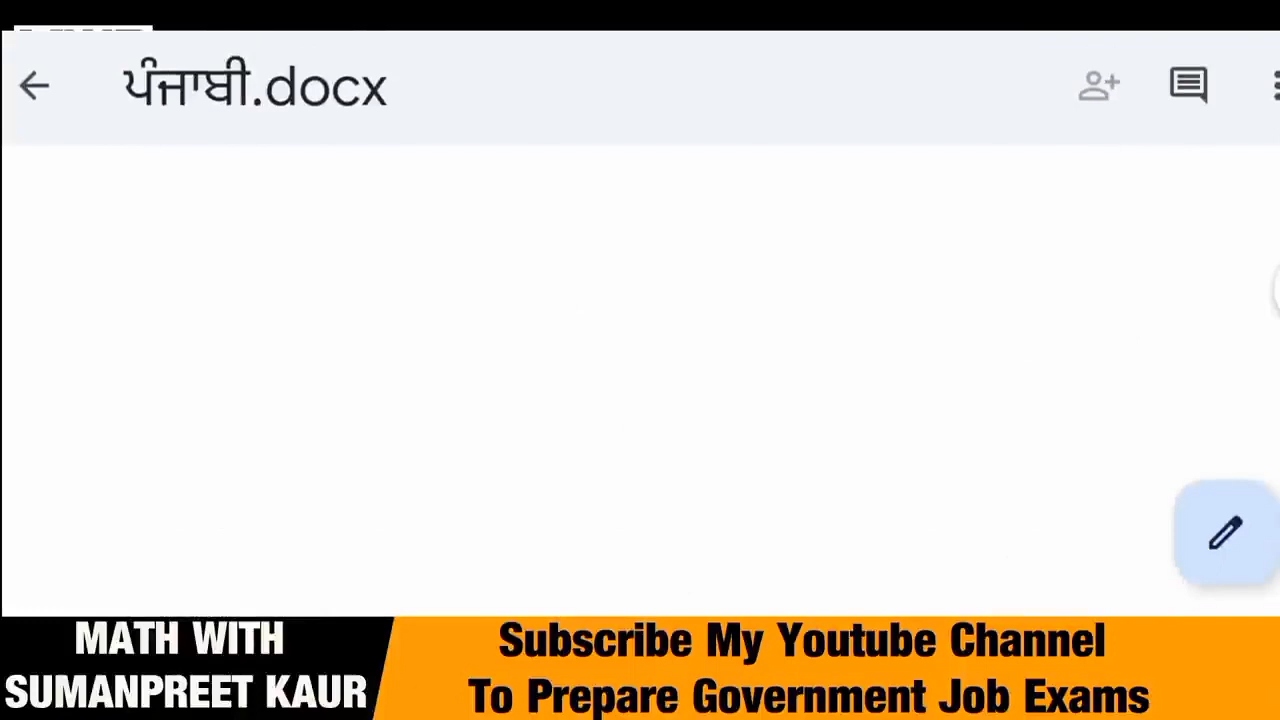 ਪੰਜਾਬੀ.docx
MATH WITH
SUMANPREET KAUR
Subscribe My Youtube Channel
To Prepare Government Job Exams